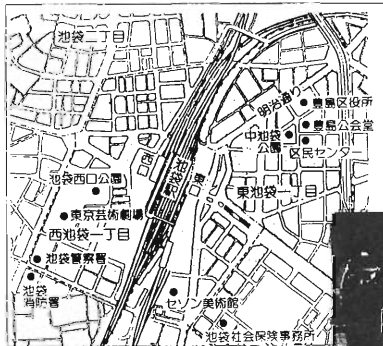 池袋二丁目
明治通り
豊島区役所
豊島公会堂
中池袋
公園
区民センター
西
池袋駅
東
池袋西口公園
東池袋一丁目
東京芸術劇場
西池袋一丁目
池袋警察署
池袋
消防署
セゾン美術館
池袋社会保険事務所